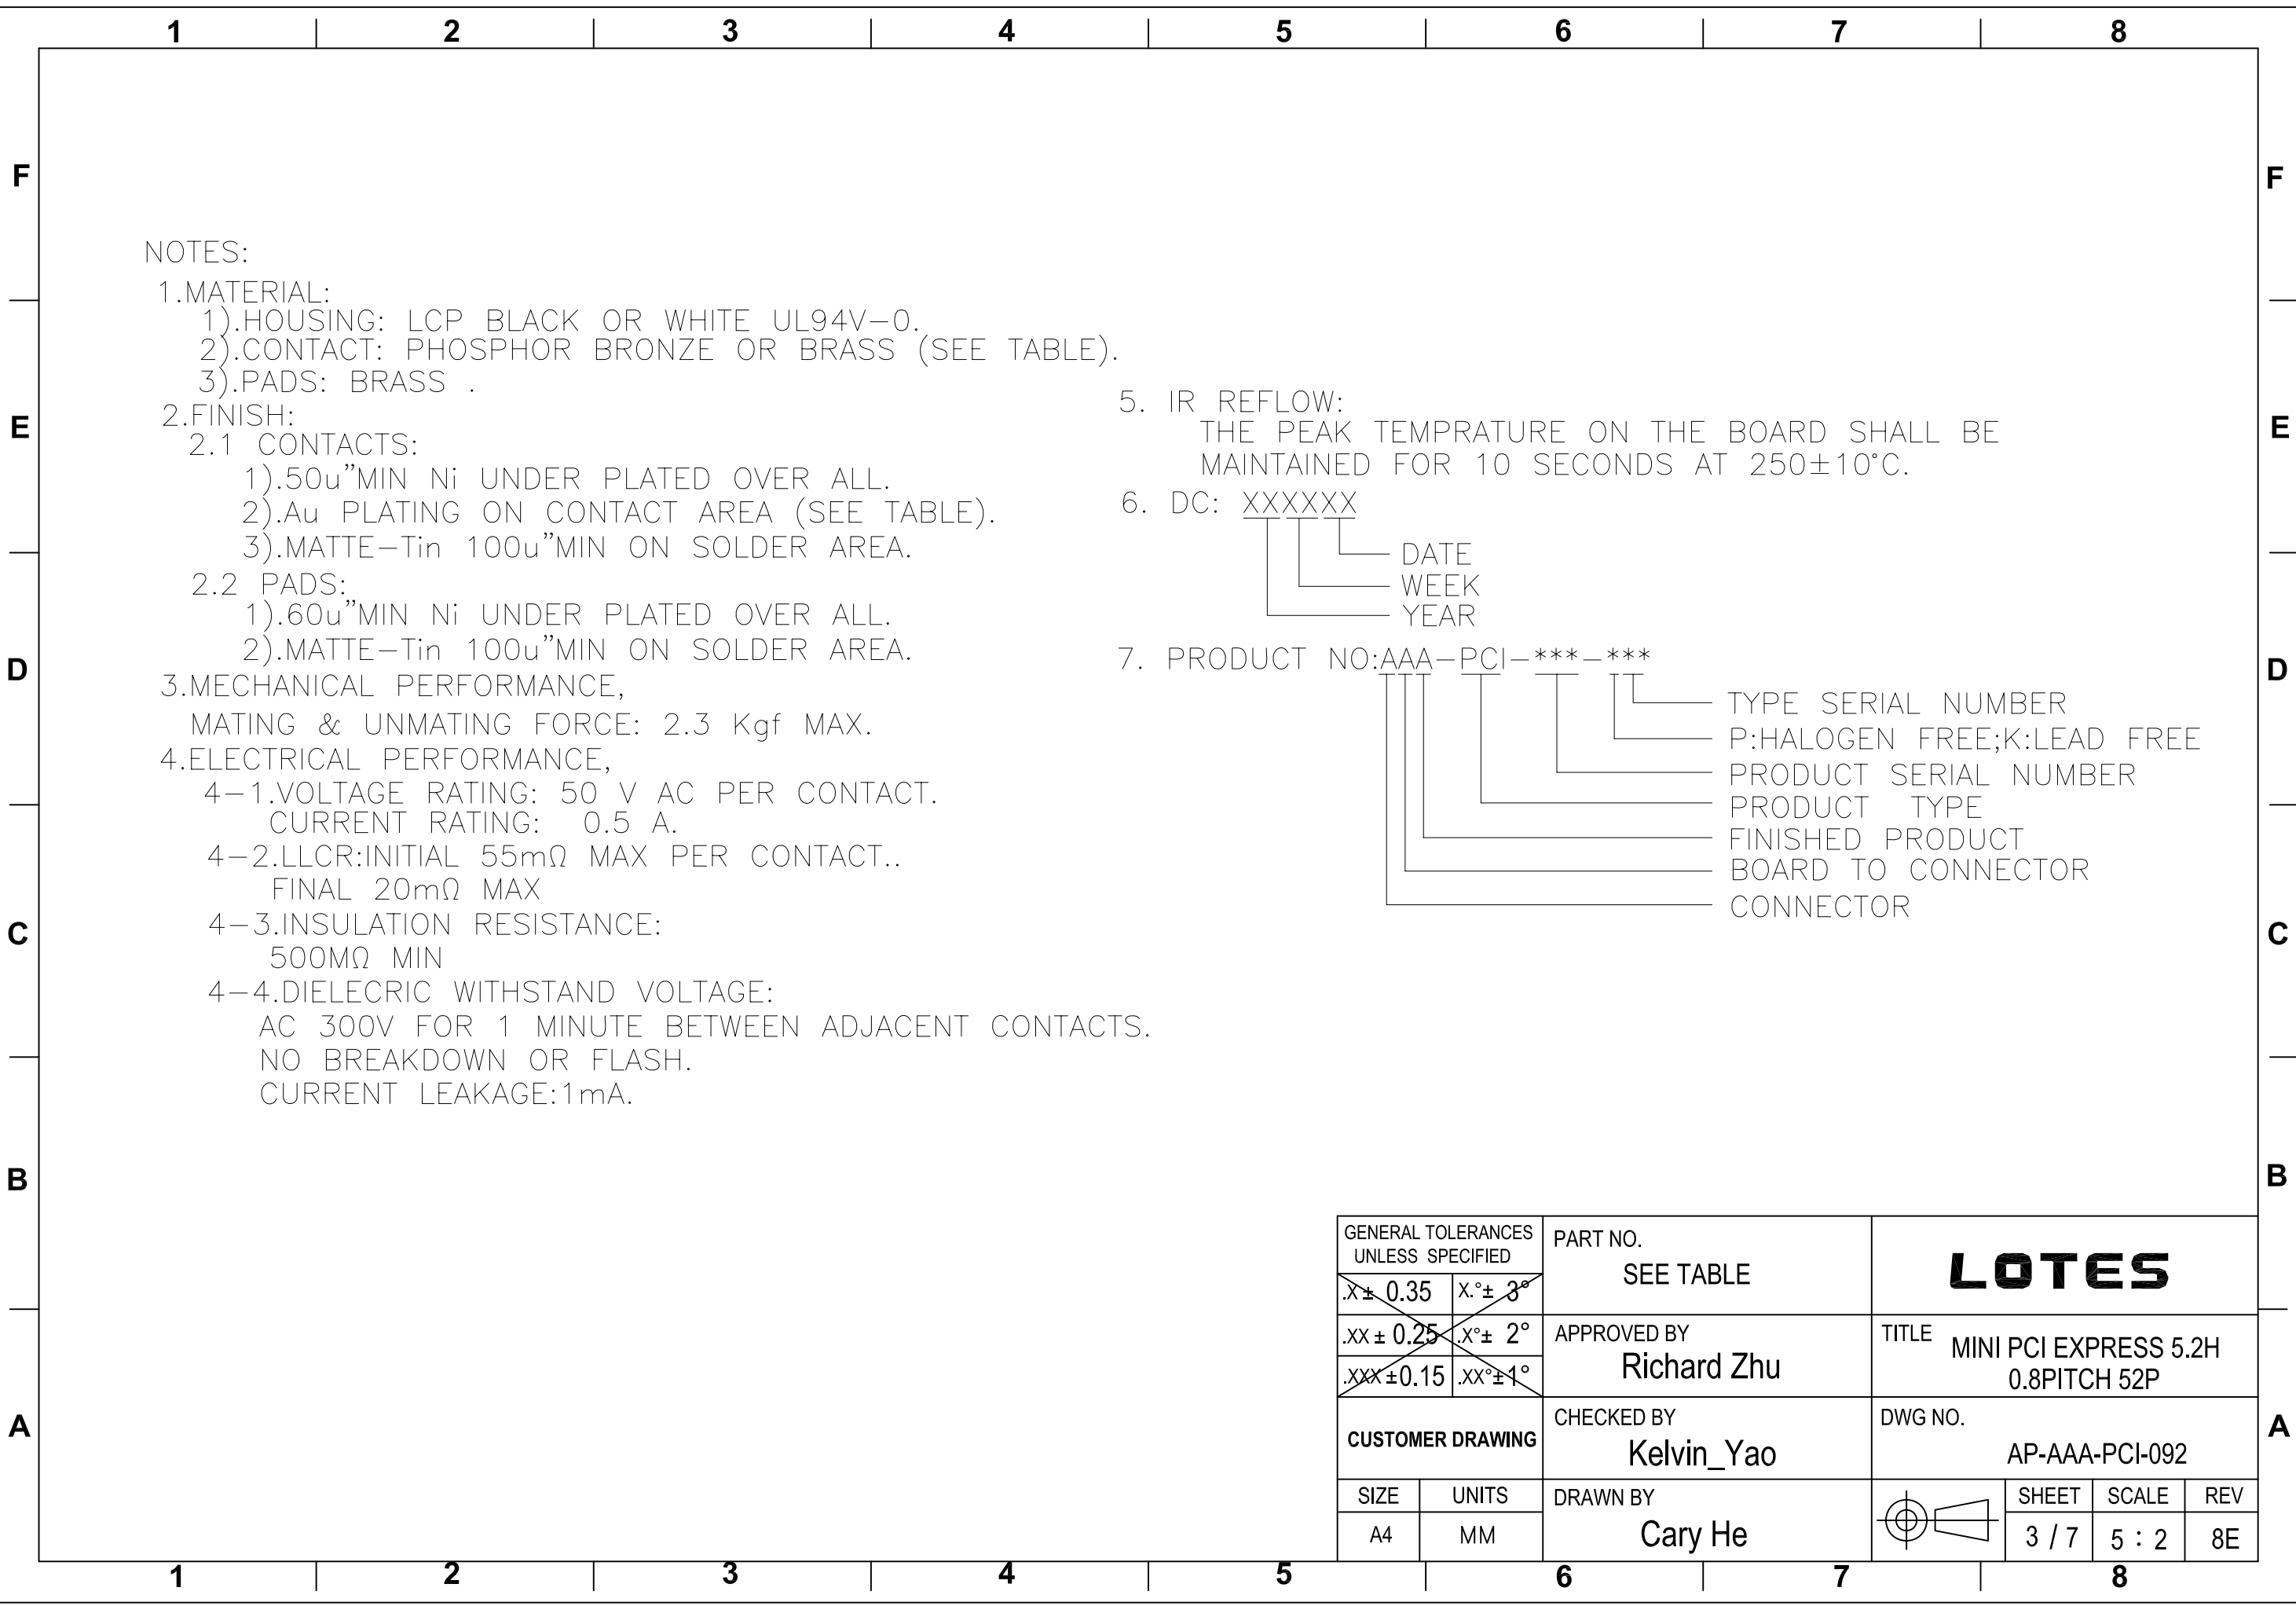 1 2 3 4 5 6 7 8
F F
E E
D D
C C
B B
A A
NOTES:
1.MATERIAL:
1).HOUSING: LCP BLACK OR WHITE UL94V-0.
2).CONTACT: PHOSPHOR BRONZE OR BRASS (SEE TABLE).
3).PADS: BRASS .
2.FINISH:
2.1 CONTACTS:
1).50u"MIN Ni UNDER PLATED OVER ALL.
2).Au PLATING ON CONTACT AREA (SEE TABLE).
3).MATTE-Tin 100u"MIN ON SOLDER AREA.
2.2 PADS:
1).60u"MIN Ni UNDER PLATED OVER ALL.
2).MATTE-Tin 100u"MIN ON SOLDER AREA.
3.MECHANICAL PERFORMANCE,
MATING & UNMATING FORCE: 2.3 Kgf MAX.
4.ELECTRICAL PERFORMANCE,
4-1.VOLTAGE RATING: 50 V AC PER CONTACT.
CURRENT RATING: 0.5 A.
4-2.LLCR:INITIAL 55mΩ MAX PER CONTACT..
FINAL 20mΩ MAX
4-3.INSULATION RESISTANCE:
500MΩ MIN
4-4.DIELECRIC WITHSTAND VOLTAGE:
AC 300V FOR 1 MINUTE BETWEEN ADJACENT CONTACTS.
NO BREAKDOWN OR FLASH.
CURRENT LEAKAGE:1mA.
5. IR REFLOW:
THE PEAK TEMPRATURE ON THE BOARD SHALL BE
MAINTAINED FOR 10 SECONDS AT 250±10°C.
6. DC: XXXXXX
DATE
WEEK
YEAR
7. PRODUCT NO:AAA-PCI-***-***
TYPE SERIAL NUMBER
P:HALOGEN FREE;K:LEAD FREE
PRODUCT SERIAL NUMBER
PRODUCT TYPE
FINISHED PRODUCT
BOARD TO CONNECTOR
CONNECTOR
GENERAL TOLERANCES
UNLESS SPECIFIED
.X± 0.35 X.°± 3°
.XX ± 0.25 .X°± 2°
.XXX ±0.15 .XX°±1°
CUSTOMER DRAWING
SIZE UNITS
A4 MM
PART NO.
SEE TABLE
APPROVED BY
Richard Zhu
CHECKED BY
Kelvin_Yao
DRAWN BY
Cary He
LOTES
TITLE MINI PCI EXPRESS 5.2H
0.8PITCH 52P
DWG NO.
AP-AAA-PCI-092
SHEET SCALE REV
3 / 7 5 : 2 8E
1 2 3 4 5 6 7 8